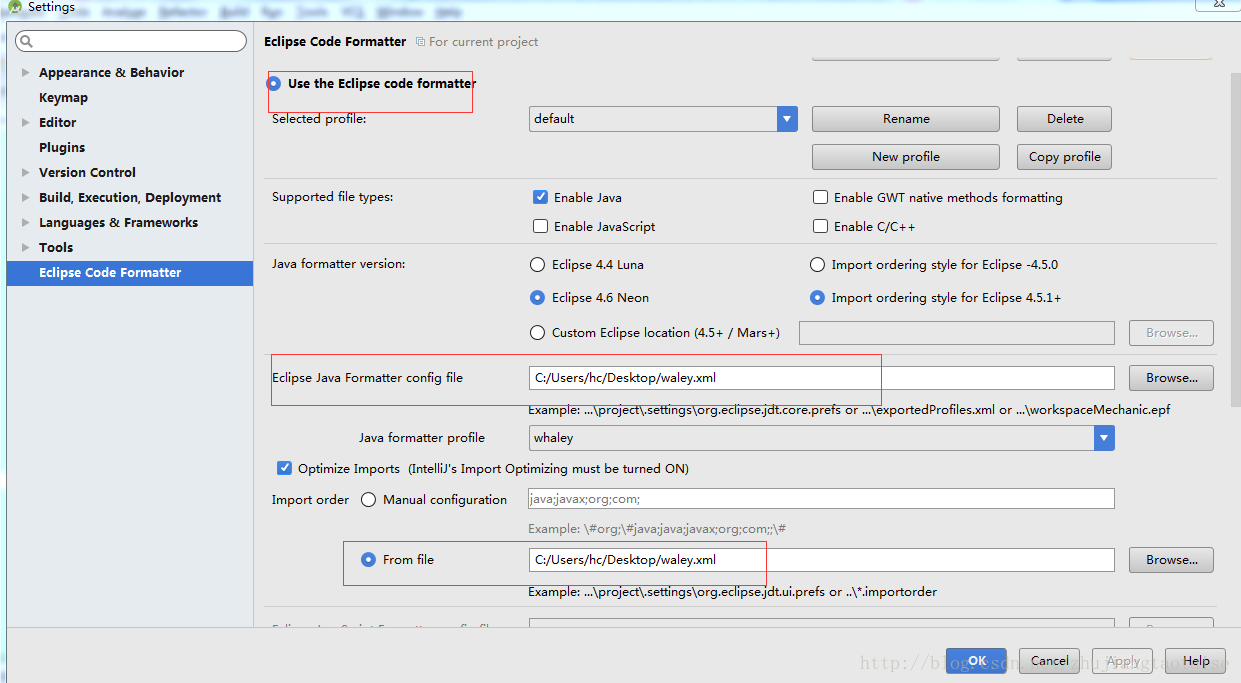 Settings
Eclipse Code Formatter For current project
Appearance & Behavior
Keymap
Editor
Plugins
Version Control
Build, Execution, Deployment
Languages & Frameworks
Tools
Eclipse Code Formatter
Use the Eclipse code formatter
Selected profile: default Rename Delete
New profile Copy profile
Supported file types: Enable Java Enable GWT native methods formatting
Enable JavaScript Enable C/C++
Java formatter version: Eclipse 4.4 Luna Import ordering style for Eclipse -4.5.0
Eclipse 4.6 Neon Import ordering style for Eclipse 4.5.1+
Custom Eclipse location (4.5+ / Mars+) Browse...
Eclipse Java Formatter config file C:/Users/hc/Desktop/waley.xml Browse...
Example: ...\project\.settings\org.eclipse.jdt.core.prefs or ...\exportedProfiles.xml or ...\workspaceMechanic.epf
Java formatter profile whaley
Optimize Imports (IntelliJ's Import Optimizing must be turned ON)
Import order Manual configuration java;javax;org;com;
Example: \#org;\#java;java;javax;org;com;;\#
From file C:/Users/hc/Desktop/waley.xml Browse...
Example: ...\project\.settings\org.eclipse.jdt.ui.prefs or ..\*.importorder
OK Cancel Apply Help